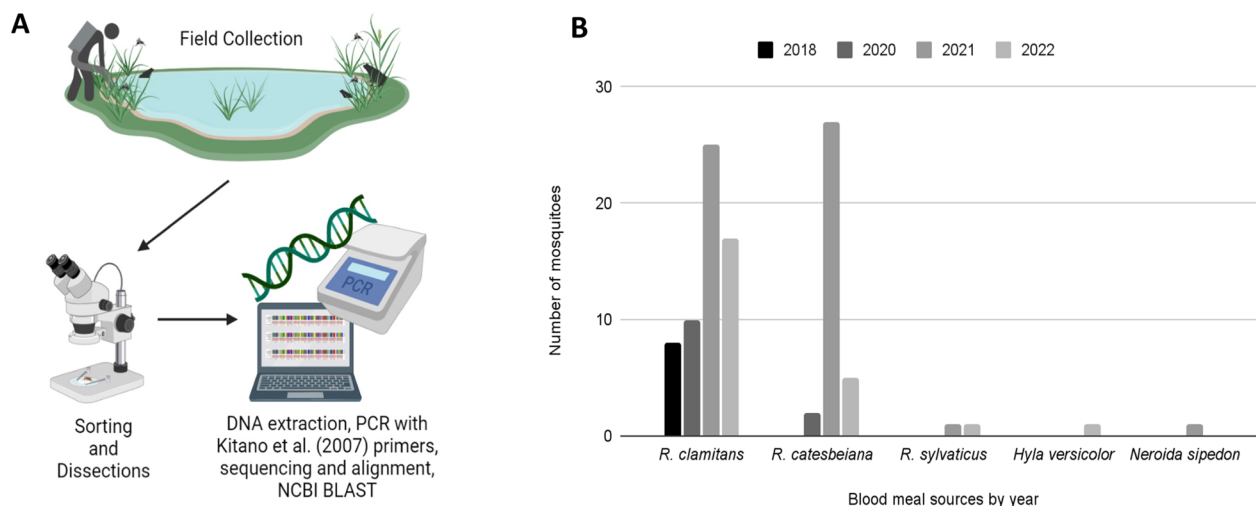 A
Field Collection
PCR
Sorting
and
Dissections
DNA extraction, PCR with
Kitano et al. (2007) primers,
sequencing and alignment,
NCBI BLAST
B
2018 2020 2021 2022
Number of mosquitoes
30
20
10
0
R. clamitans R. catesbeiana R. sylvaticus Hyla versicolor Neroida sipedon
Blood meal sources by year